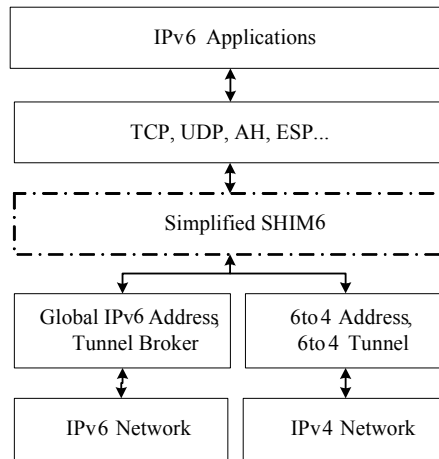 IPv6 Applications
TCP, UDP, AH, ESP...
Simplified SHIM6
Global IPv6 Address,
Tunnel Broker
6to4 Address,
6to4 Tunnel
IPv6 Network
IPv4 Network